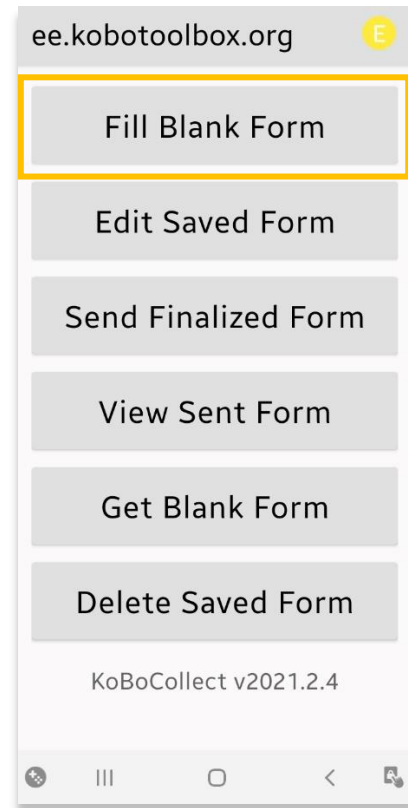 ee.kobotoolbox.org E
Fill Blank Form
Edit Saved Form
Send Finalized Form
View Sent Form
Get Blank Form
Delete Saved Form
KoBoCollect v2021.2.4